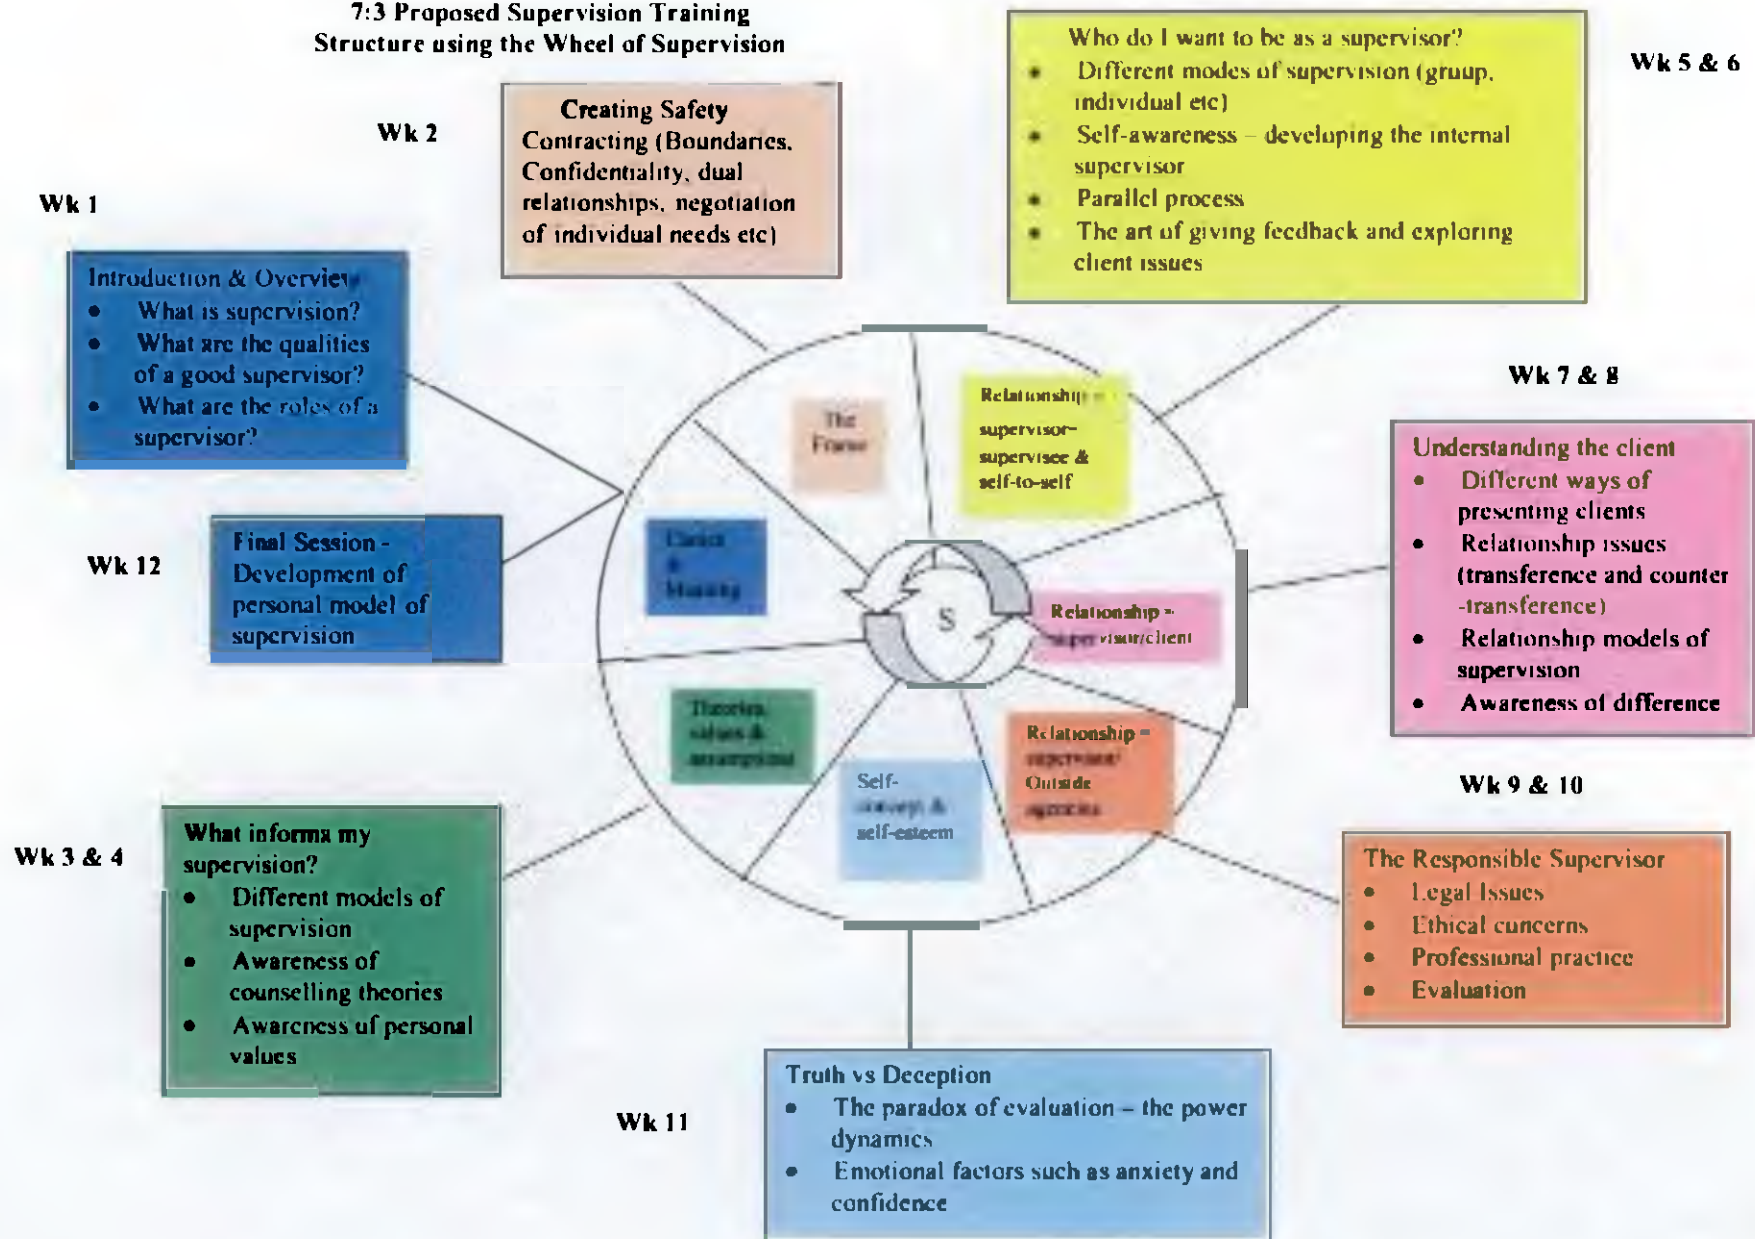 7:3 Proposed Supervision Training
Structure using the Wheel of Supervision
Wk 1
Introduction & Overview
• What is supervision?
• What are the qualities
of a good supervisor?
• What are the roles of a
supervisor?
Wk 2
Creating Safety
Contracting (Boundaries,
Confidentiality, dual
relationships, negotiation
of individual needs etc)
Wk 5 & 6
Who do I want to be as a supervisor?
• Different modes of supervision (group,
individual etc)
• Self-awareness – developing the internal
supervisor
• Parallel process
• The art of giving feedback and exploring
client issues
Wk 7 & 8
Understanding the client
• Different ways of
presenting clients
• Relationship issues
(transference and counter
-transference)
• Relationship models of
supervision
• Awareness of difference
Wk 12
Final Session -
Development of
personal model of
supervision
The
Frame
Relationship -
supervisor-
supervisee &
self-to-self
&
S
Relationship -
supervisor/client
Theories,
values &
assumptions
Self-
concept &
self-esteem
Relationship -
supervisor/
Outside
agencies
Wk 3 & 4
What informs my
supervision?
• Different models of
supervision
• Awareness of
counselling theories
• Awareness of personal
values
Wk 9 & 10
The Responsible Supervisor
• Legal Issues
• Ethical concerns
• Professional practice
• Evaluation
Wk 11
Truth vs Deception
• The paradox of evaluation – the power
dynamics
• Emotional factors such as anxiety and
confidence